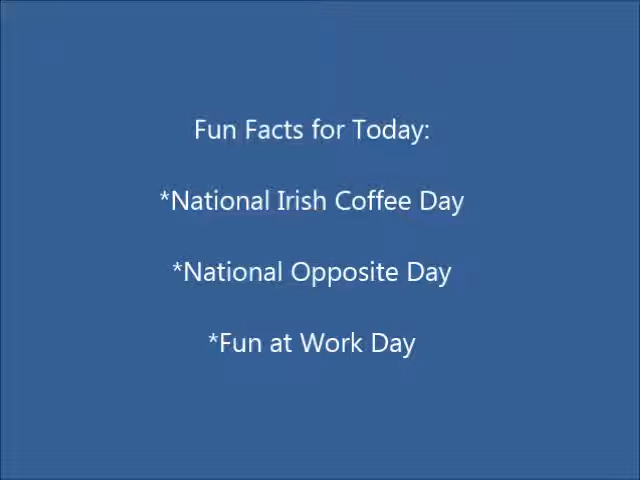 Fun Facts for Today:
*National Irish Coffee Day
*National Opposite Day
*Fun at Work Day